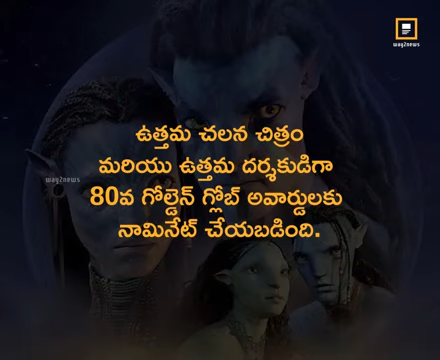 way2news
ఉత్తమ చలన చిత్రం
మరియు ఉత్తమ దర్శకుడిగా
way2news
80వ గోల్డెన్ గ్లోబ్ అవార్డులకు
నామినేట్ చేయబడింది.